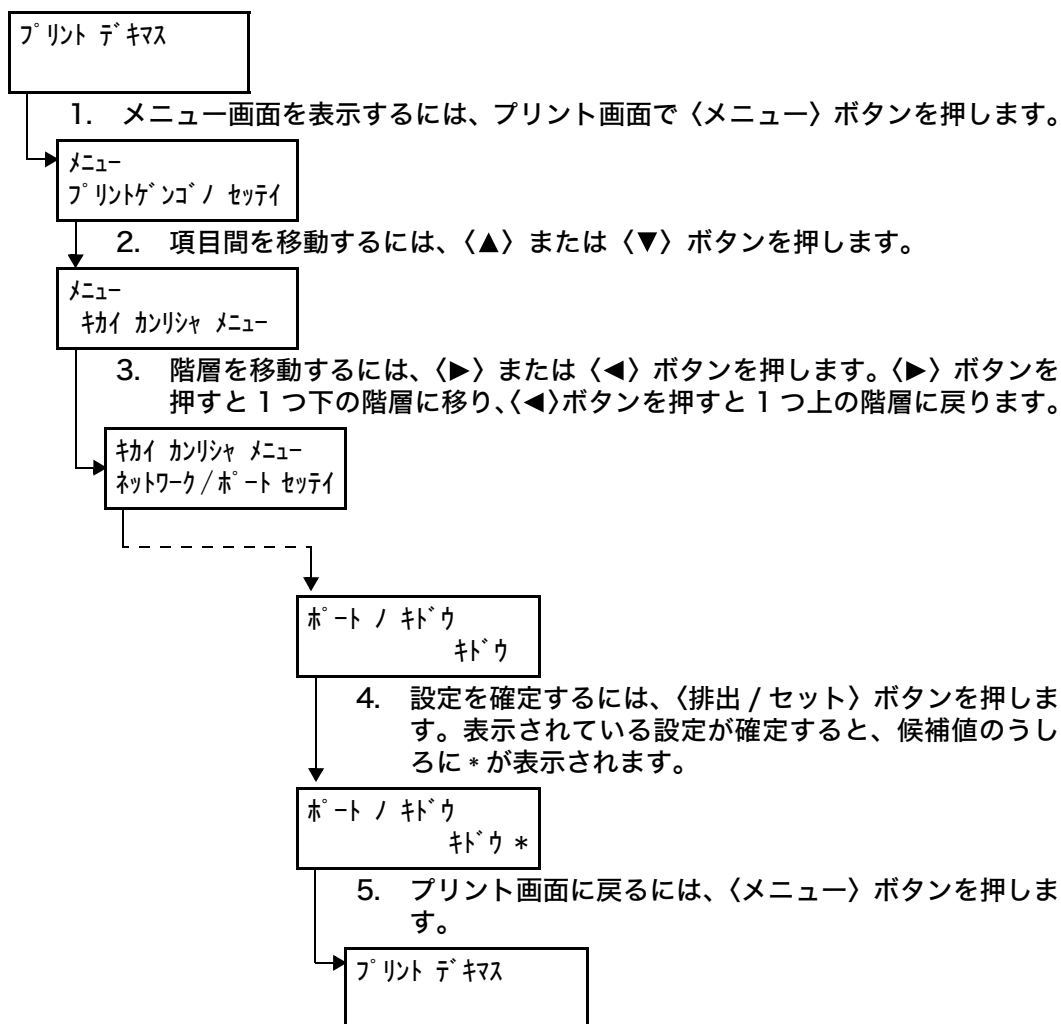 ﾌﾟﾘﾝﾄ ﾃﾞｷﾏｽ
1. メニュー画面を表示するには、プリント画面で〈メニュー〉ボタンを押します。
ﾒﾆｭｰ
ﾌﾟﾘﾝﾄｹﾞﾝｺﾞﾉ ｾｯﾃｲ
2. 項目間を移動するには、〈▲〉または〈▼〉ボタンを押します。
ﾒﾆｭｰ
ｷｶｲ ｶﾝﾘｼｬ ﾒﾆｭｰ
3. 階層を移動するには、〈▶〉または〈◀〉ボタンを押します。〈▶〉ボタンを
押すと 1 つ下の階層に移り、〈◀〉ボタンを押すと 1 つ上の階層に戻ります。
ｷｶｲ ｶﾝﾘｼｬ ﾒﾆｭｰ
ﾈｯﾄﾜｰｸ / ﾎﾟｰﾄ ｾｯﾃｲ
ﾎﾟｰﾄ ﾉ ｷﾄﾞｳ
ｷﾄﾞｳ
4. 設定を確定するには、〈排出 / セット〉ボタンを押しま
す。表示されている設定が確定すると、候補値のうし
ろに * が表示されます。
ﾎﾟｰﾄ ﾉ ｷﾄﾞｳ
ｷﾄﾞｳ *
5. プリント画面に戻るには、〈メニュー〉ボタンを押しま
す。
ﾌﾟﾘﾝﾄ ﾃﾞｷﾏｽ